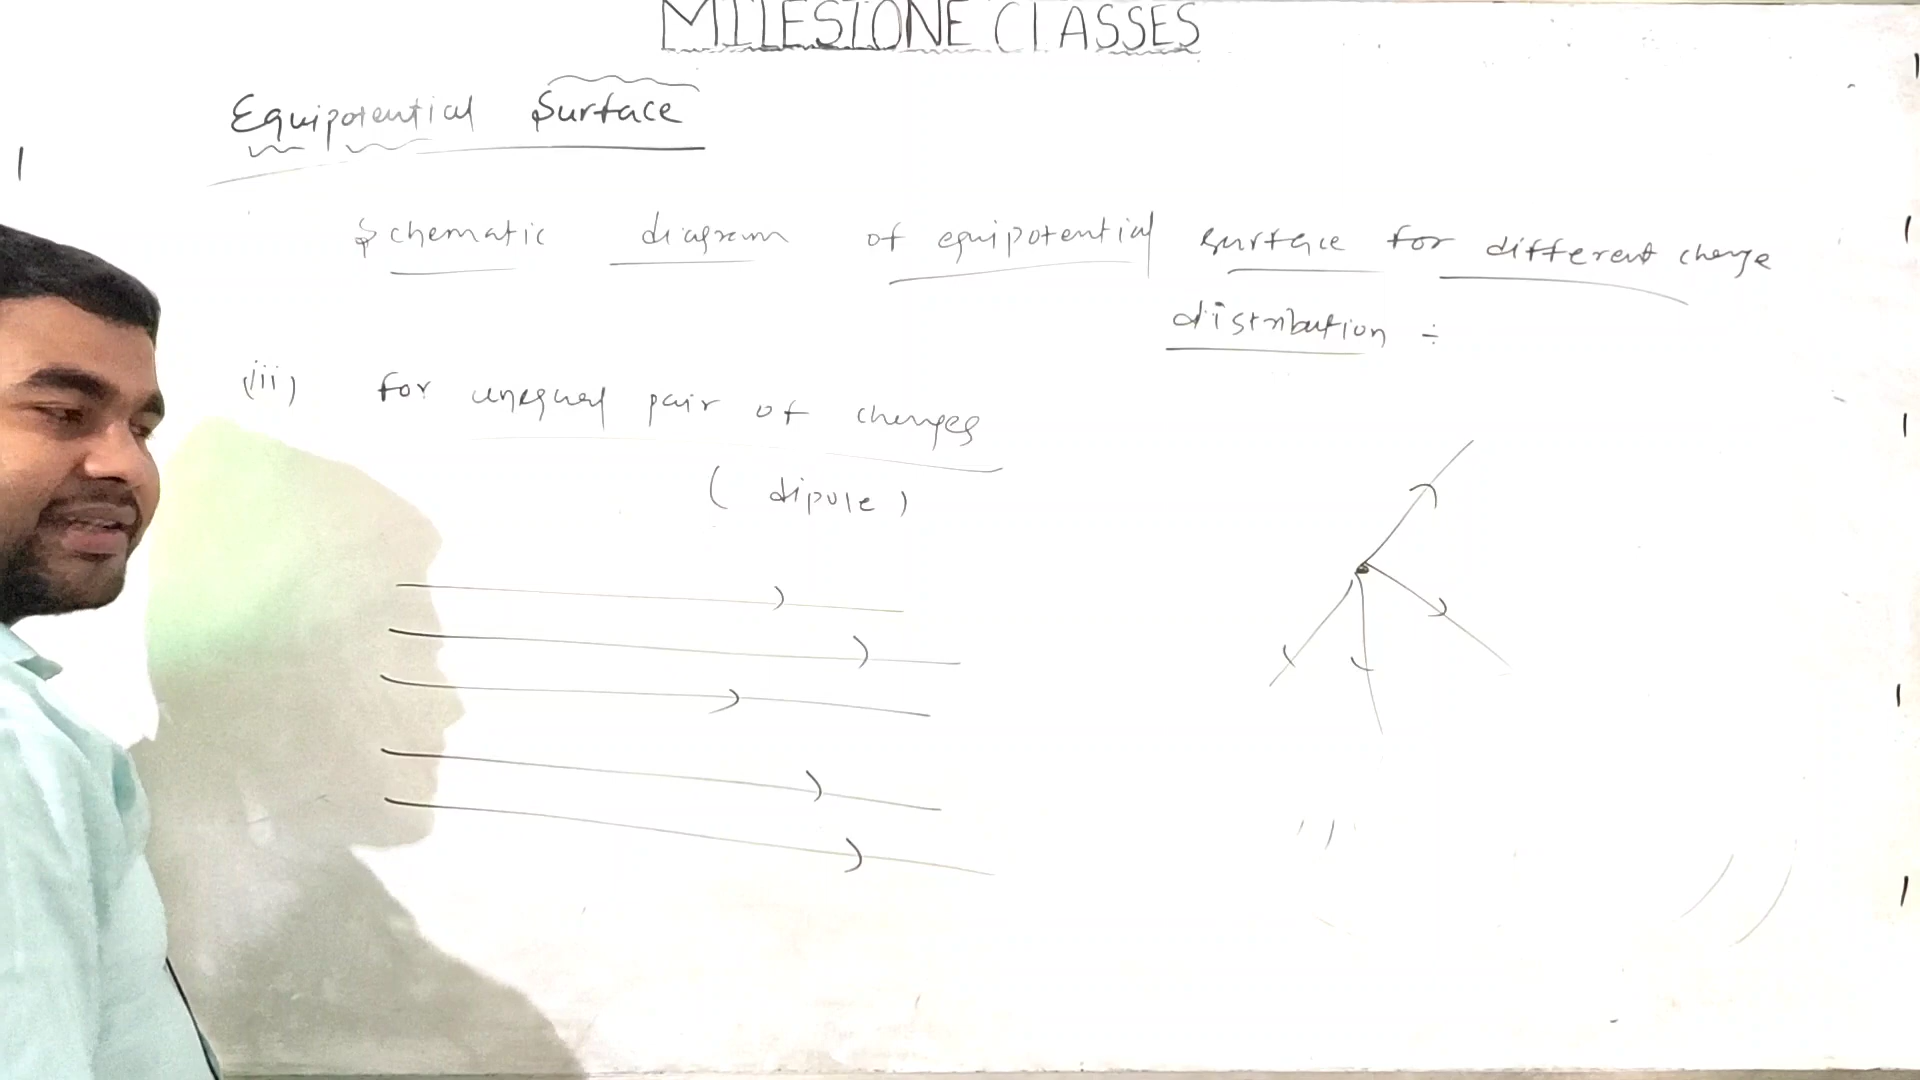 MILESTONE CLASSES
Equipotential Surface
Schematic diagram of equipotential surface for different charge
distribution ÷
(iii) for unequal pair of charges
(dipole)